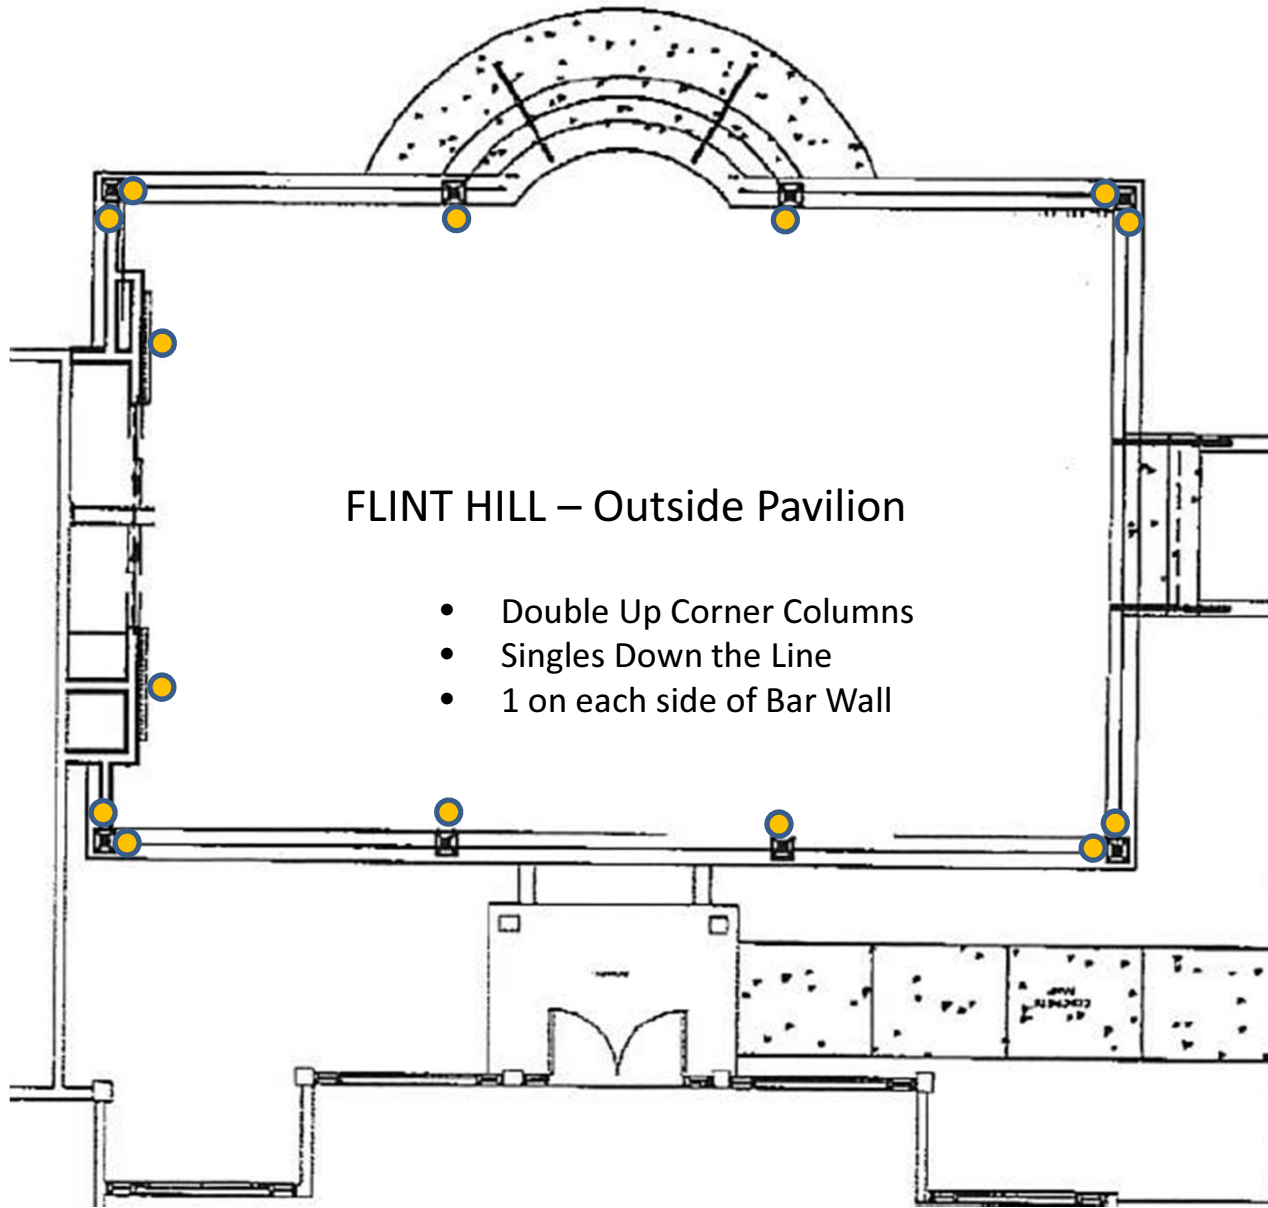 FLINT HILL – Outside Pavilion
• Double Up Corner Columns
• Singles Down the Line
• 1 on each side of Bar Wall
CONCRETE